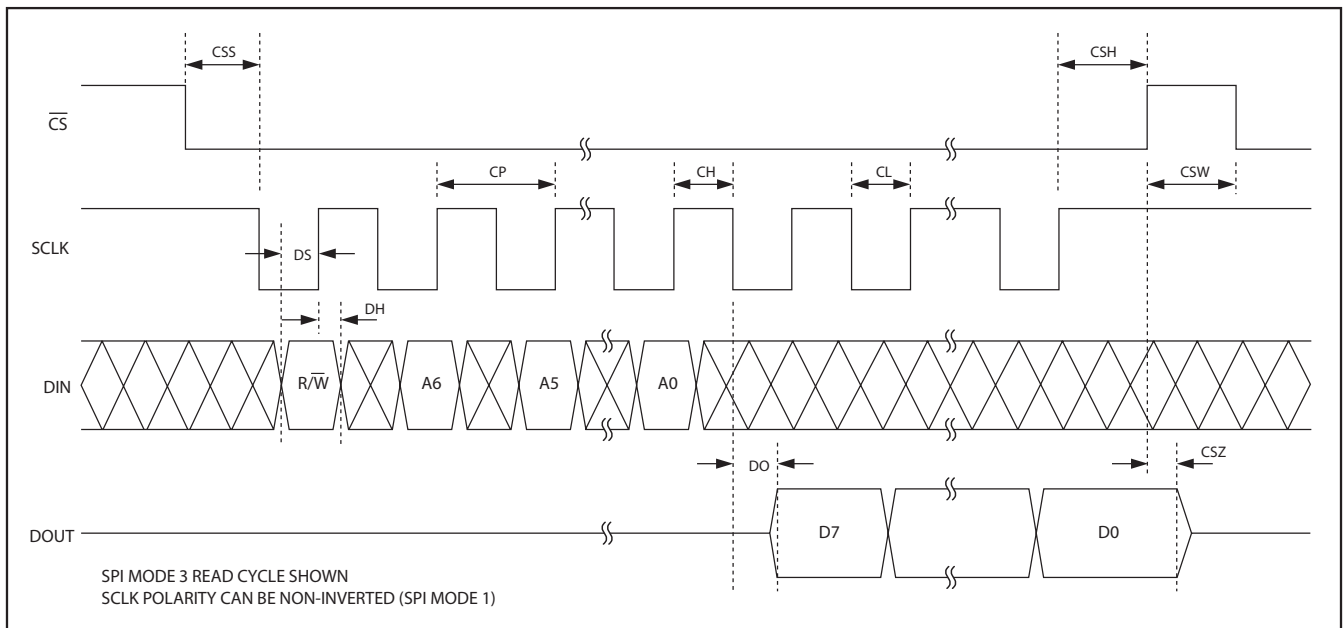 CSS
CSH
C̅S̅
CP
CH
CL
CSW
SCLK
DS
DH
DIN
R/W̅
A6
A5
A0
DO
CSZ
DOUT
D7
D0
SPI MODE 3 READ CYCLE SHOWN
SCLK POLARITY CAN BE NON-INVERTED (SPI MODE 1)